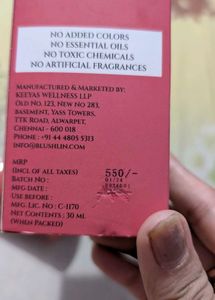 NO ADDED COLORS
NO ESSENTIAL OILS
NO TOXIC CHEMICALS
NO ARTIFICIAL FRAGRANCES
MANUFACTURED & MARKETED BY:
KEEYAS WELLNESS LLP
OLD NO. 123, NEW NO 283,
BASEMENT, YASS TOWERS,
TTK ROAD, ALWARPET,
CHENNAI - 600 018
PHONE : +91 44 4805 5313
INFO@BLUSHLIN.COM
MRP
(INCL OF ALL TAXES) 550/-
BATCH NO : 01/24
MFG DATE :
USE BEFORE :
MFG. LIC NO : C-1170
NET CONTENTS : 30 ML
(WHEN PACKED)